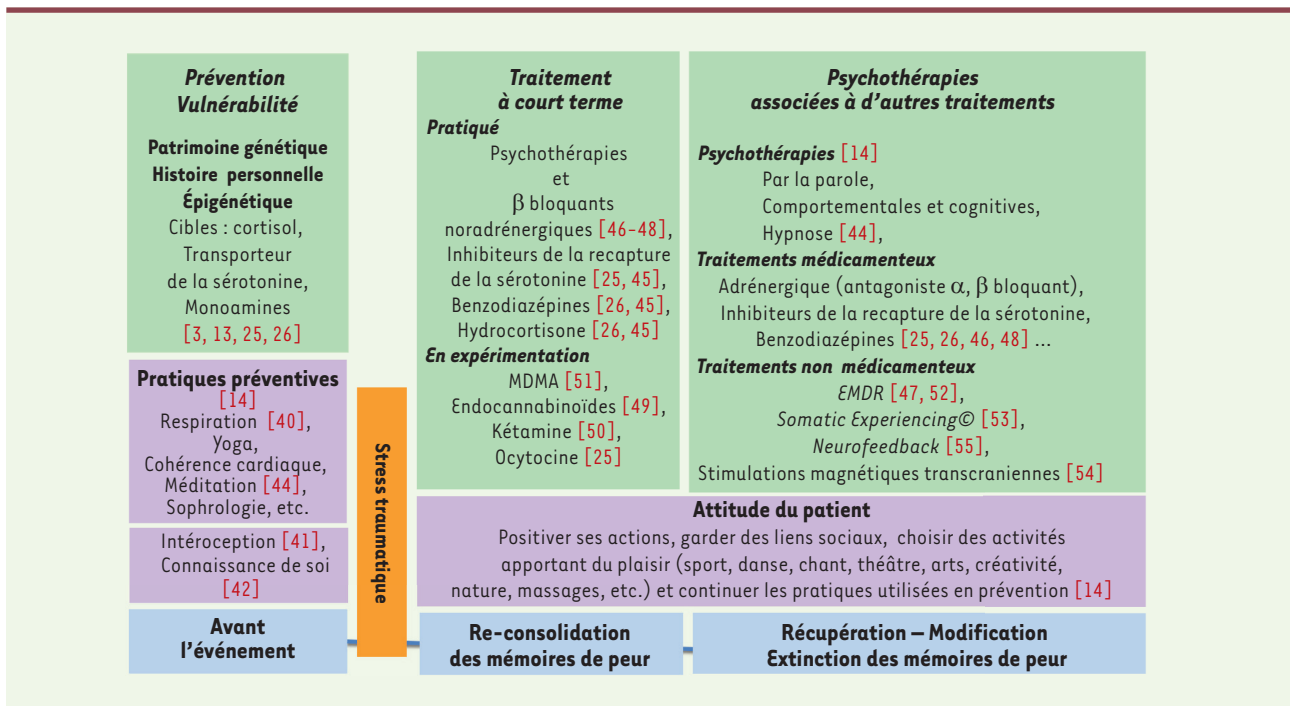 Prévention
Vulnérabilité
Patrimoine génétique
Histoire personnelle
Épigénétique
Cibles : cortisol,
Transporteur
de la sérotonine,
Monoamines
[3, 13, 25, 26]
Pratiques préventives
[14]
Respiration [40],
Yoga,
Cohérence cardiaque,
Méditation [44],
Sophrologie, etc.
Intéroception [41],
Connaissance de soi
[42]
Avant
l'événement
Stress traumatique
Traitement
à court terme
Pratiqué
Psychothérapies
et
β bloquants
noradrénergiques [46-48],
Inhibiteurs de la recapture
de la sérotonine [25, 45],
Benzodiazépines [26, 45],
Hydrocortisone [26, 45]
En expérimentation
MDMA [51],
Endocannabinoïdes [49],
Kétamine [50],
Ocytocine [25]
Psychothérapies
associées à d'autres traitements
Psychothérapies [14]
Par la parole,
Comportementales et cognitives,
Hypnose [44],
Traitements médicamenteux
Adrénergique (antagoniste α, β bloquant),
Inhibiteurs de la recapture de la sérotonine,
Benzodiazépines [25, 26, 46, 48] ...
Traitements non médicamenteux
EMDR [47, 52],
Somatic Experiencing© [53],
Neurofeedback [55],
Stimulations magnétiques transcraniennes [54]
Attitude du patient
Positiver ses actions, garder des liens sociaux, choisir des activités
apportant du plaisir (sport, danse, chant, théâtre, arts, créativité,
nature, massages, etc.) et continuer les pratiques utilisées en prévention [14]
Re-consolidation
des mémoires de peur
Récupération – Modification
Extinction des mémoires de peur